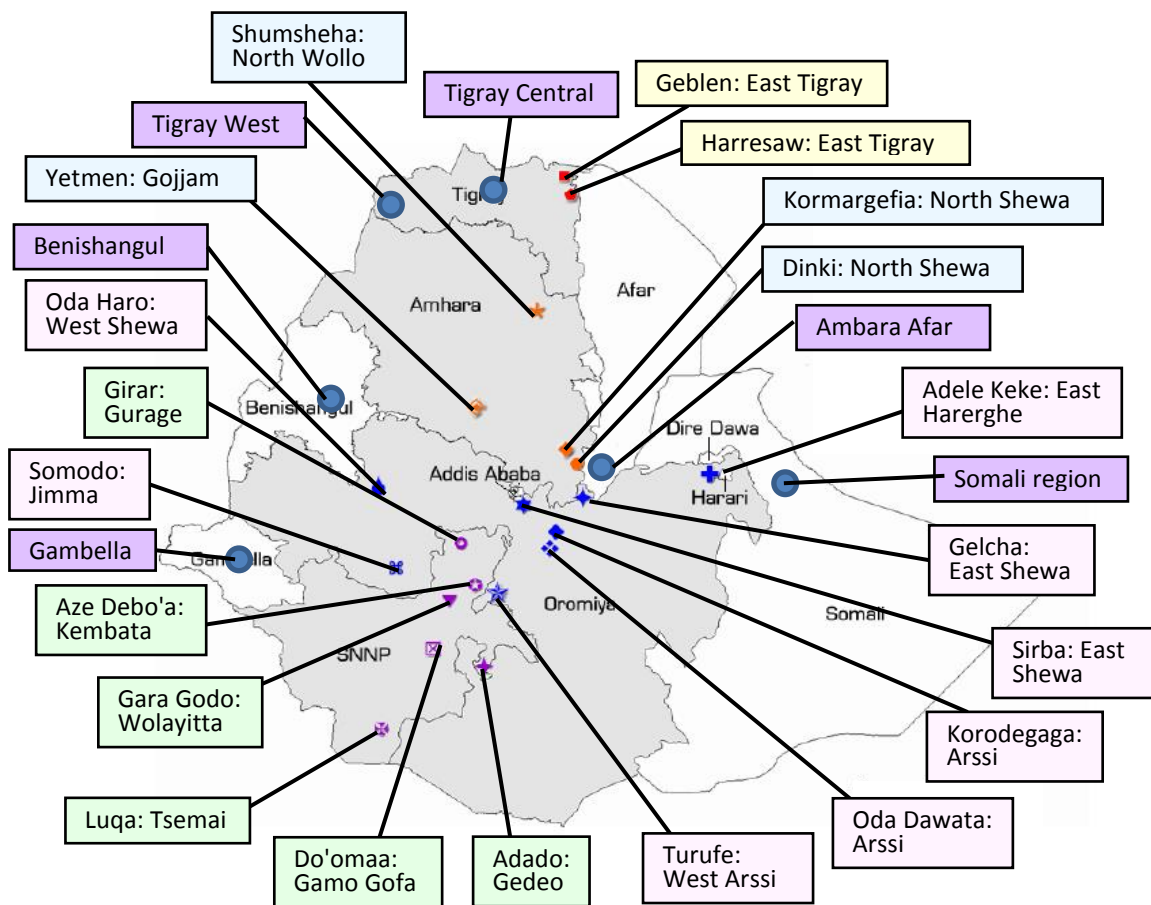 Shumsheha:
North Wollo
Tigray Central
Geblen: East Tigray
Tigray West
Harresaw: East Tigray
Yetmen: Gojjam
Tigray
Kormargefia: North Shewa
Benishangul
Dinki: North Shewa
Oda Haro:
West Shewa
Amhara
Afar
Ambara Afar
Girar:
Gurage
Benishangul
Adele Keke: East
Harerghe
Dire Dawa
Somodo:
Jimma
Addis Ababa
Harari
Somali region
Gambella
Gambella
Gelcha:
East Shewa
Aze Debo'a:
Kembata
Oromiya
Somali
SNNP
Sirba: East
Shewa
Gara Godo:
Wolayitta
Korodegaga:
Arssi
Luqa: Tsemai
Oda Dawata:
Arssi
Do'omaa:
Gamo Gofa
Adado:
Gedeo
Turufe:
West Arssi